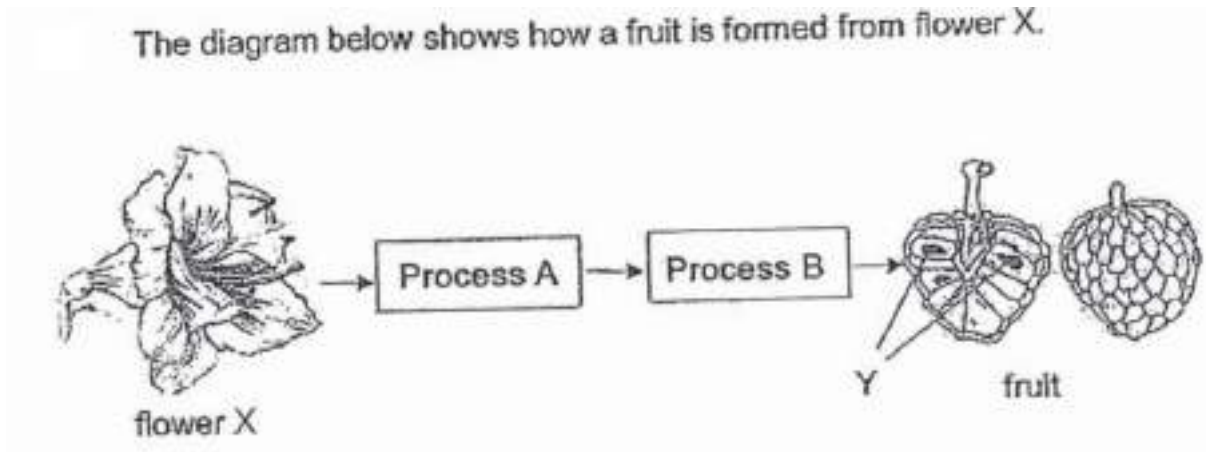 The diagram below shows how a fruit is formed from flower X.
Process A
Process B
Y
fruit
flower X